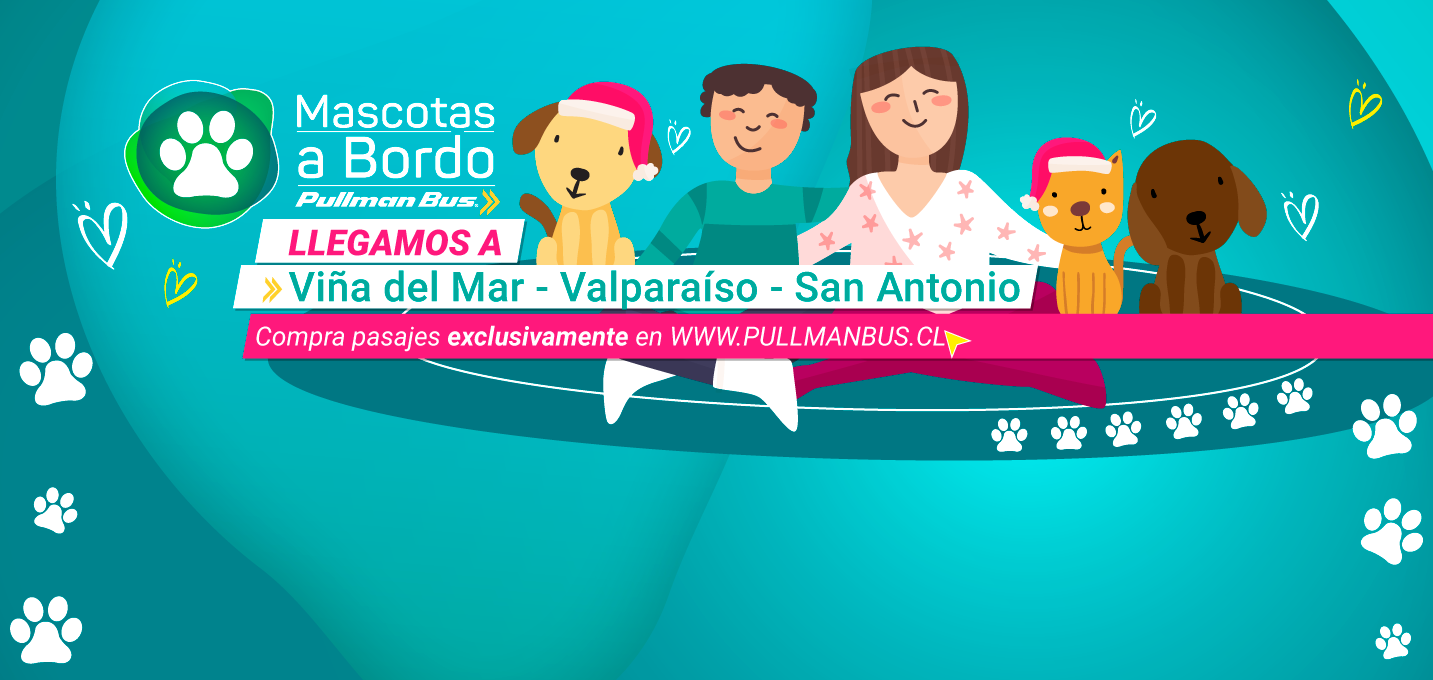 Mascotas
a Bordo
Pullman Bus
LLEGAMOS A
Viña del Mar - Valparaíso - San Antonio
Compra pasajes exclusivamente en WWW.PULLMANBUS.CL